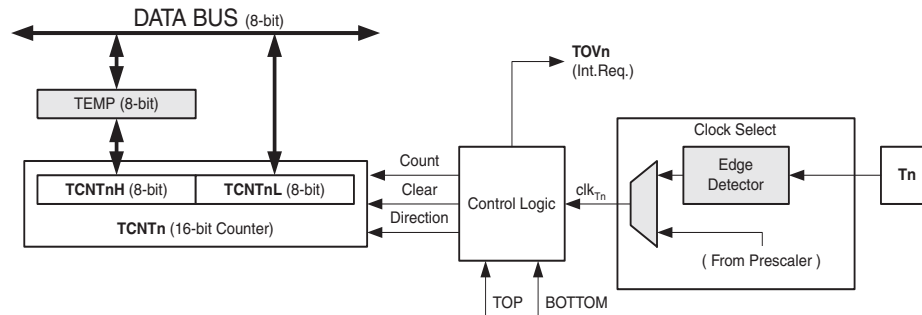 DATA BUS (8-bit)
TOVn
(Int.Req.)
TEMP (8-bit)
Clock Select
Count
Edge
Detector
Tn
TCNTnH (8-bit) TCNTnL (8-bit)
Clear
Control Logic
clkTn
TCNTn (16-bit Counter)
Direction
( From Prescaler )
TOP
BOTTOM